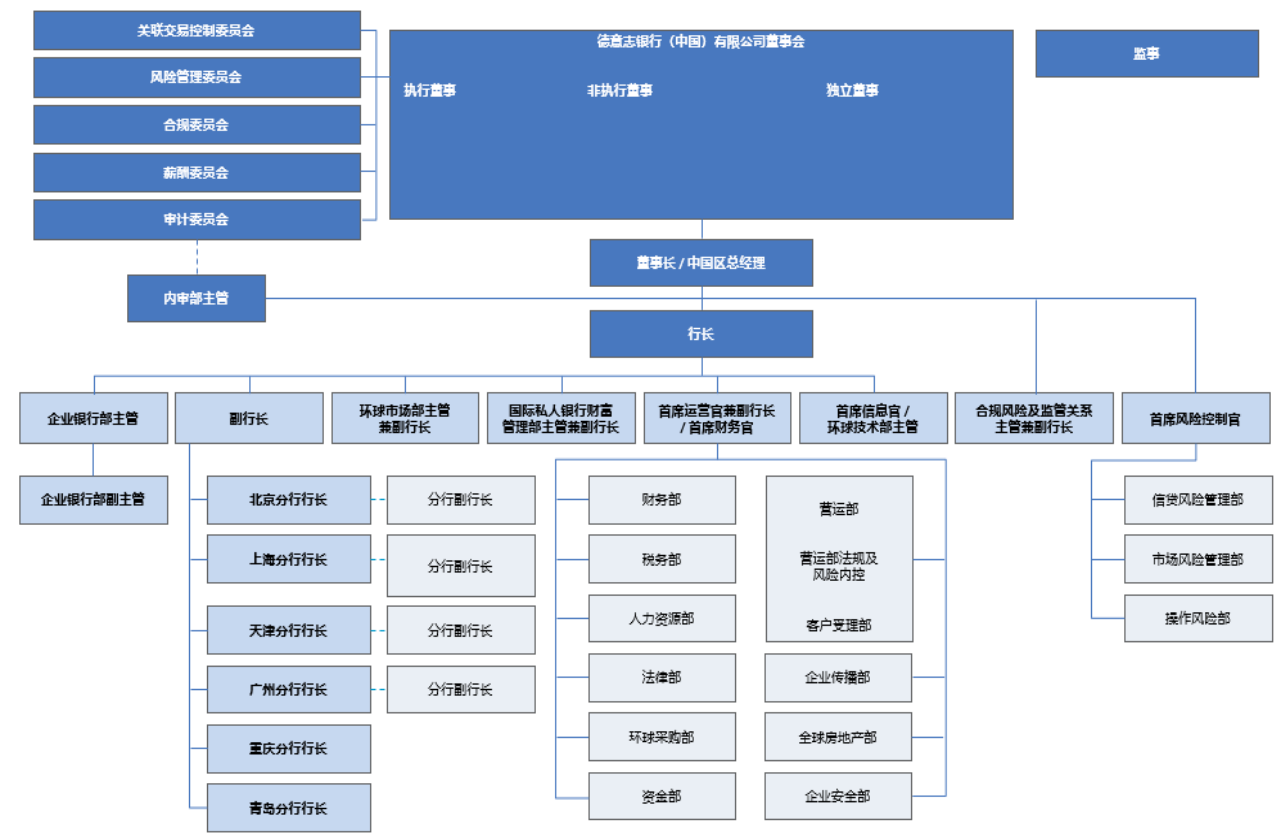 关联交易控制委员会
风险管理委员会
合规委员会
薪酬委员会
审计委员会
德意志银行（中国）有限公司董事会
执行董事
非执行董事
独立董事
监事
董事长 / 中国区总经理
内审部主管
行长
企业银行部主管
副行长
环球市场部主管
兼副行长
国际私人银行财富
管理部主管兼副行长
首席运营官兼副行长
/ 首席财务官
首席信息官 /
环球技术部主管
合规风险及监管关系
主管兼副行长
首席风险控制官
企业银行部副主管
北京分行行长
分行副行长
上海分行行长
分行副行长
天津分行行长
分行副行长
广州分行行长
分行副行长
重庆分行行长
青岛分行行长
财务部
税务部
人力资源部
法律部
环球采购部
资金部
营运部
营运部法规及
风险内控
客户受理部
企业传播部
全球房地产部
企业安全部
信贷风险管理部
市场风险管理部
操作风险部